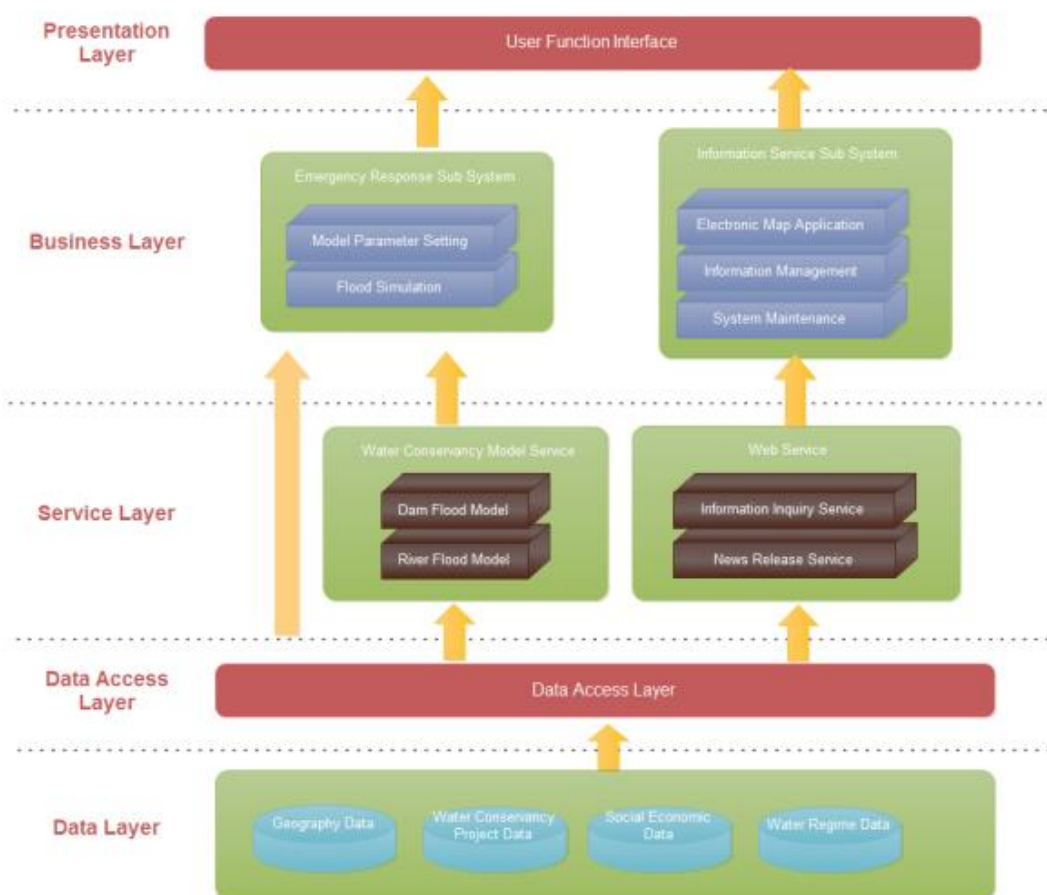 Presentation
Layer
User Function Interface
Business Layer
Emergency Response Sub System
Model Parameter Setting
Flood Simulation
Information Service Sub System
Electronic Map Application
Information Management
System Maintenance
Service Layer
Water Conservancy Model Service
Dam Flood Model
River Flood Model
Web Service
Information Inquiry Service
News Release Service
Data Access
Layer
Data Access Layer
Data Layer
Geography Data
Water Conservancy
Project Data
Social Economic
Data
Water Regime Data